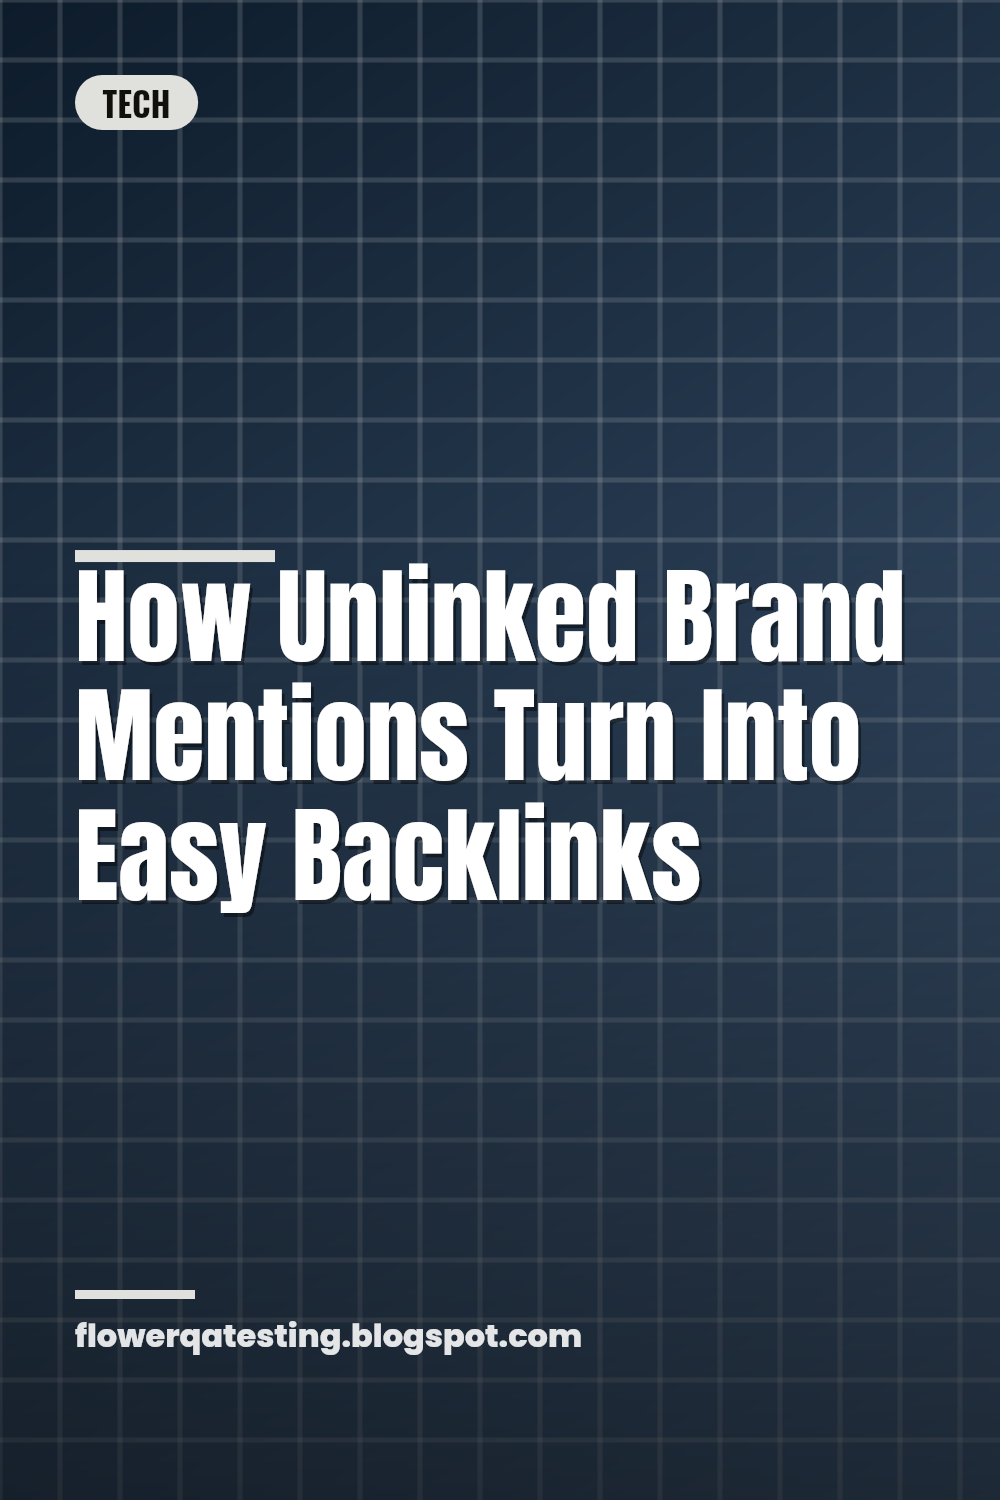 TECH
How Unlinked Brand
Mentions Turn Into
Easy Backlinks
flowerqatesting.blogspot.com